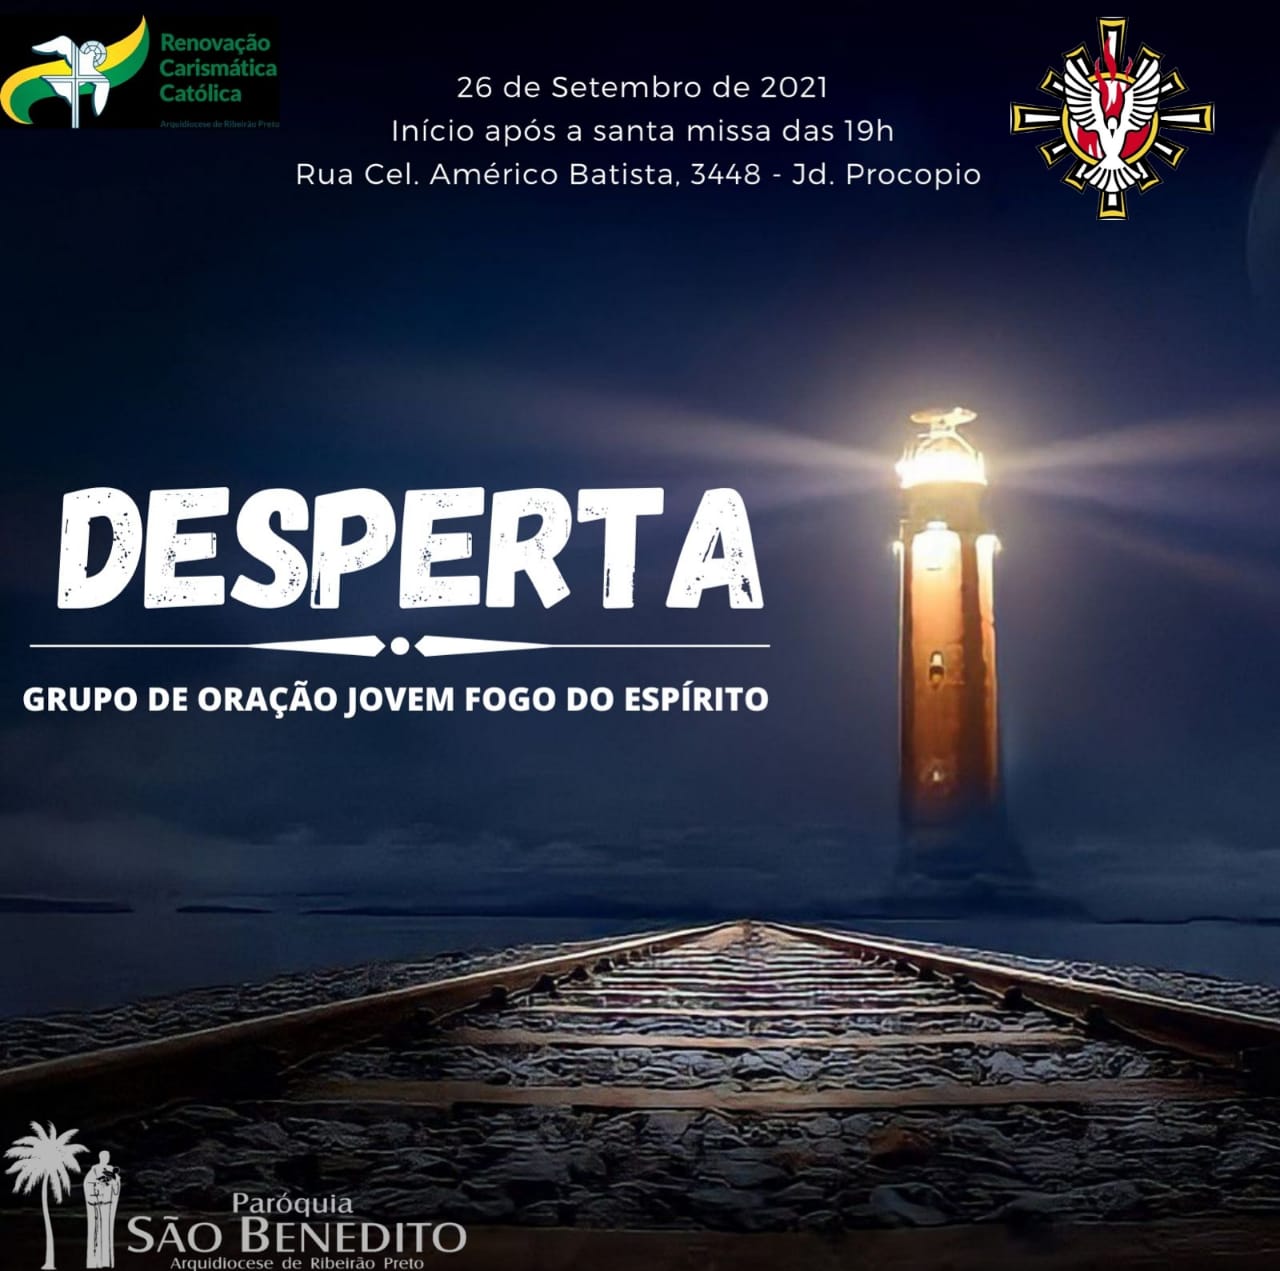 Renovação
Carismática
Católica
Arquidiocese de Ribeirão Preto
26 de Setembro de 2021
Início após a santa missa das 19h
Rua Cel. Américo Batista, 3448 - Jd. Procopio
DESPERTA
GRUPO DE ORAÇÃO JOVEM FOGO DO ESPÍRITO
Paróquia
SÃO BENEDITO
Arquidiocese de Ribeirão Preto